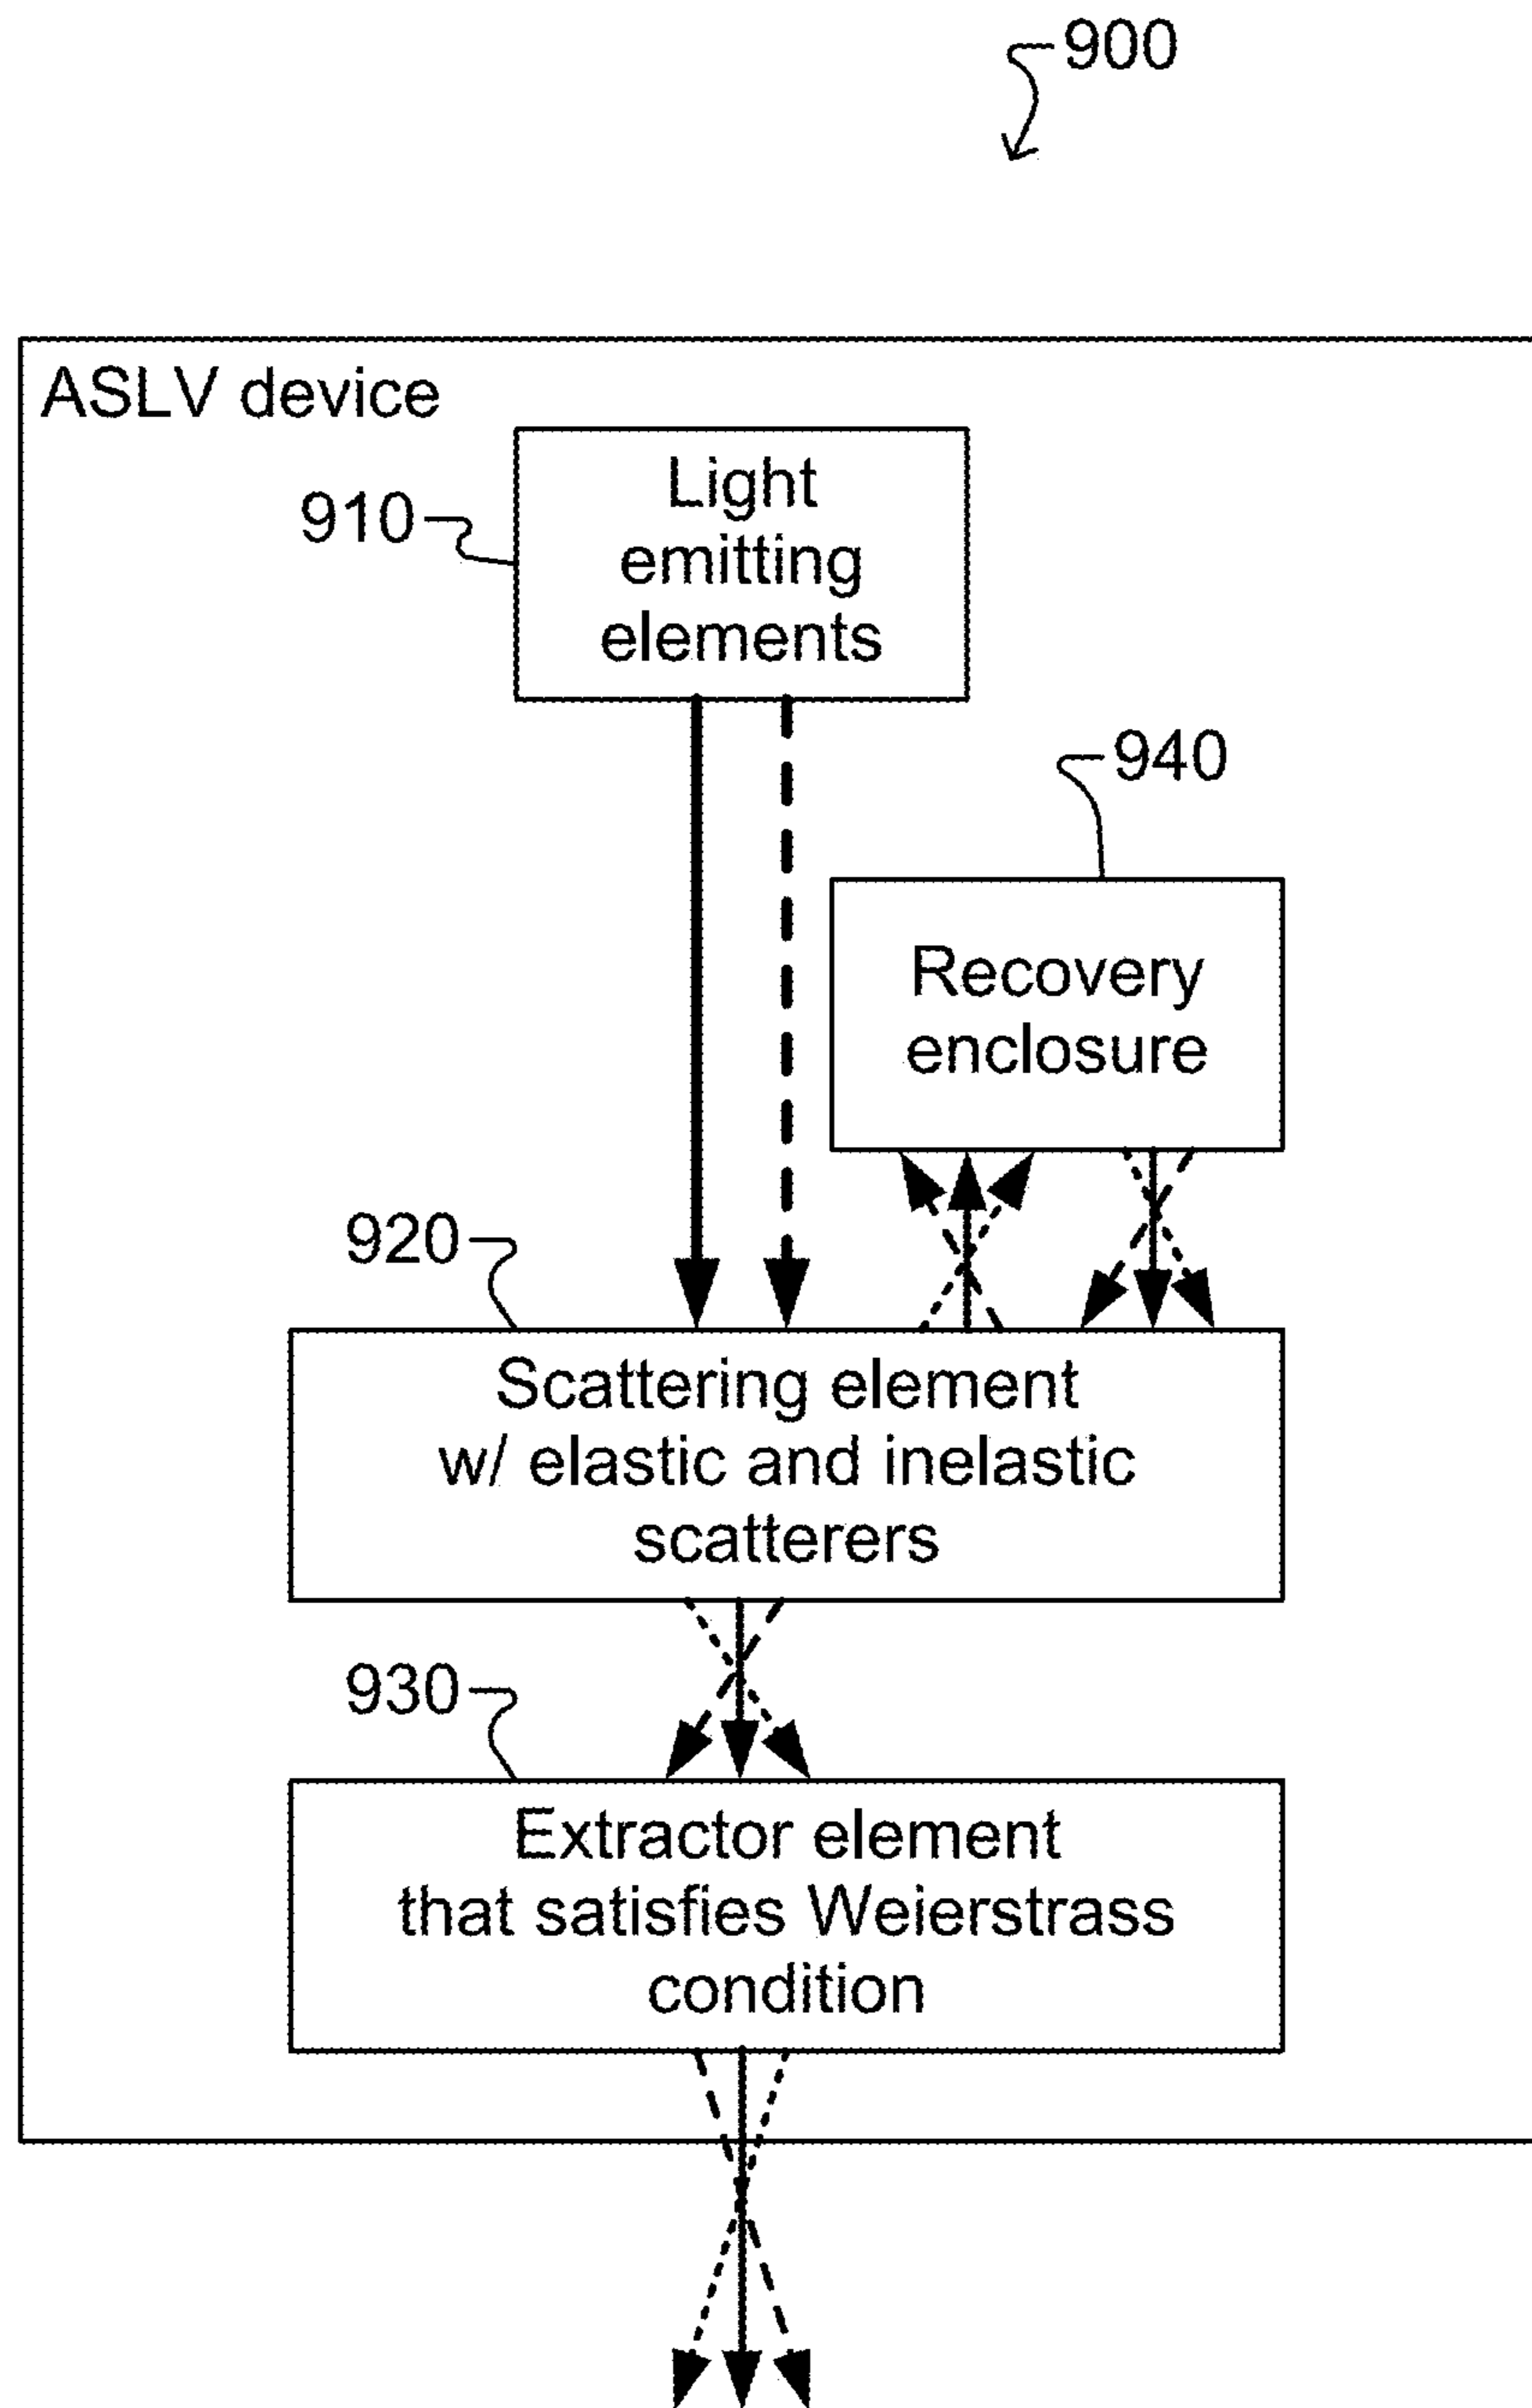 900
ASLV device
910
Light
emitting
elements
940
Recovery
enclosure
920
Scattering element
w/ elastic and inelastic
scatterers
930
Extractor element
that satisfies Weierstrass
condition